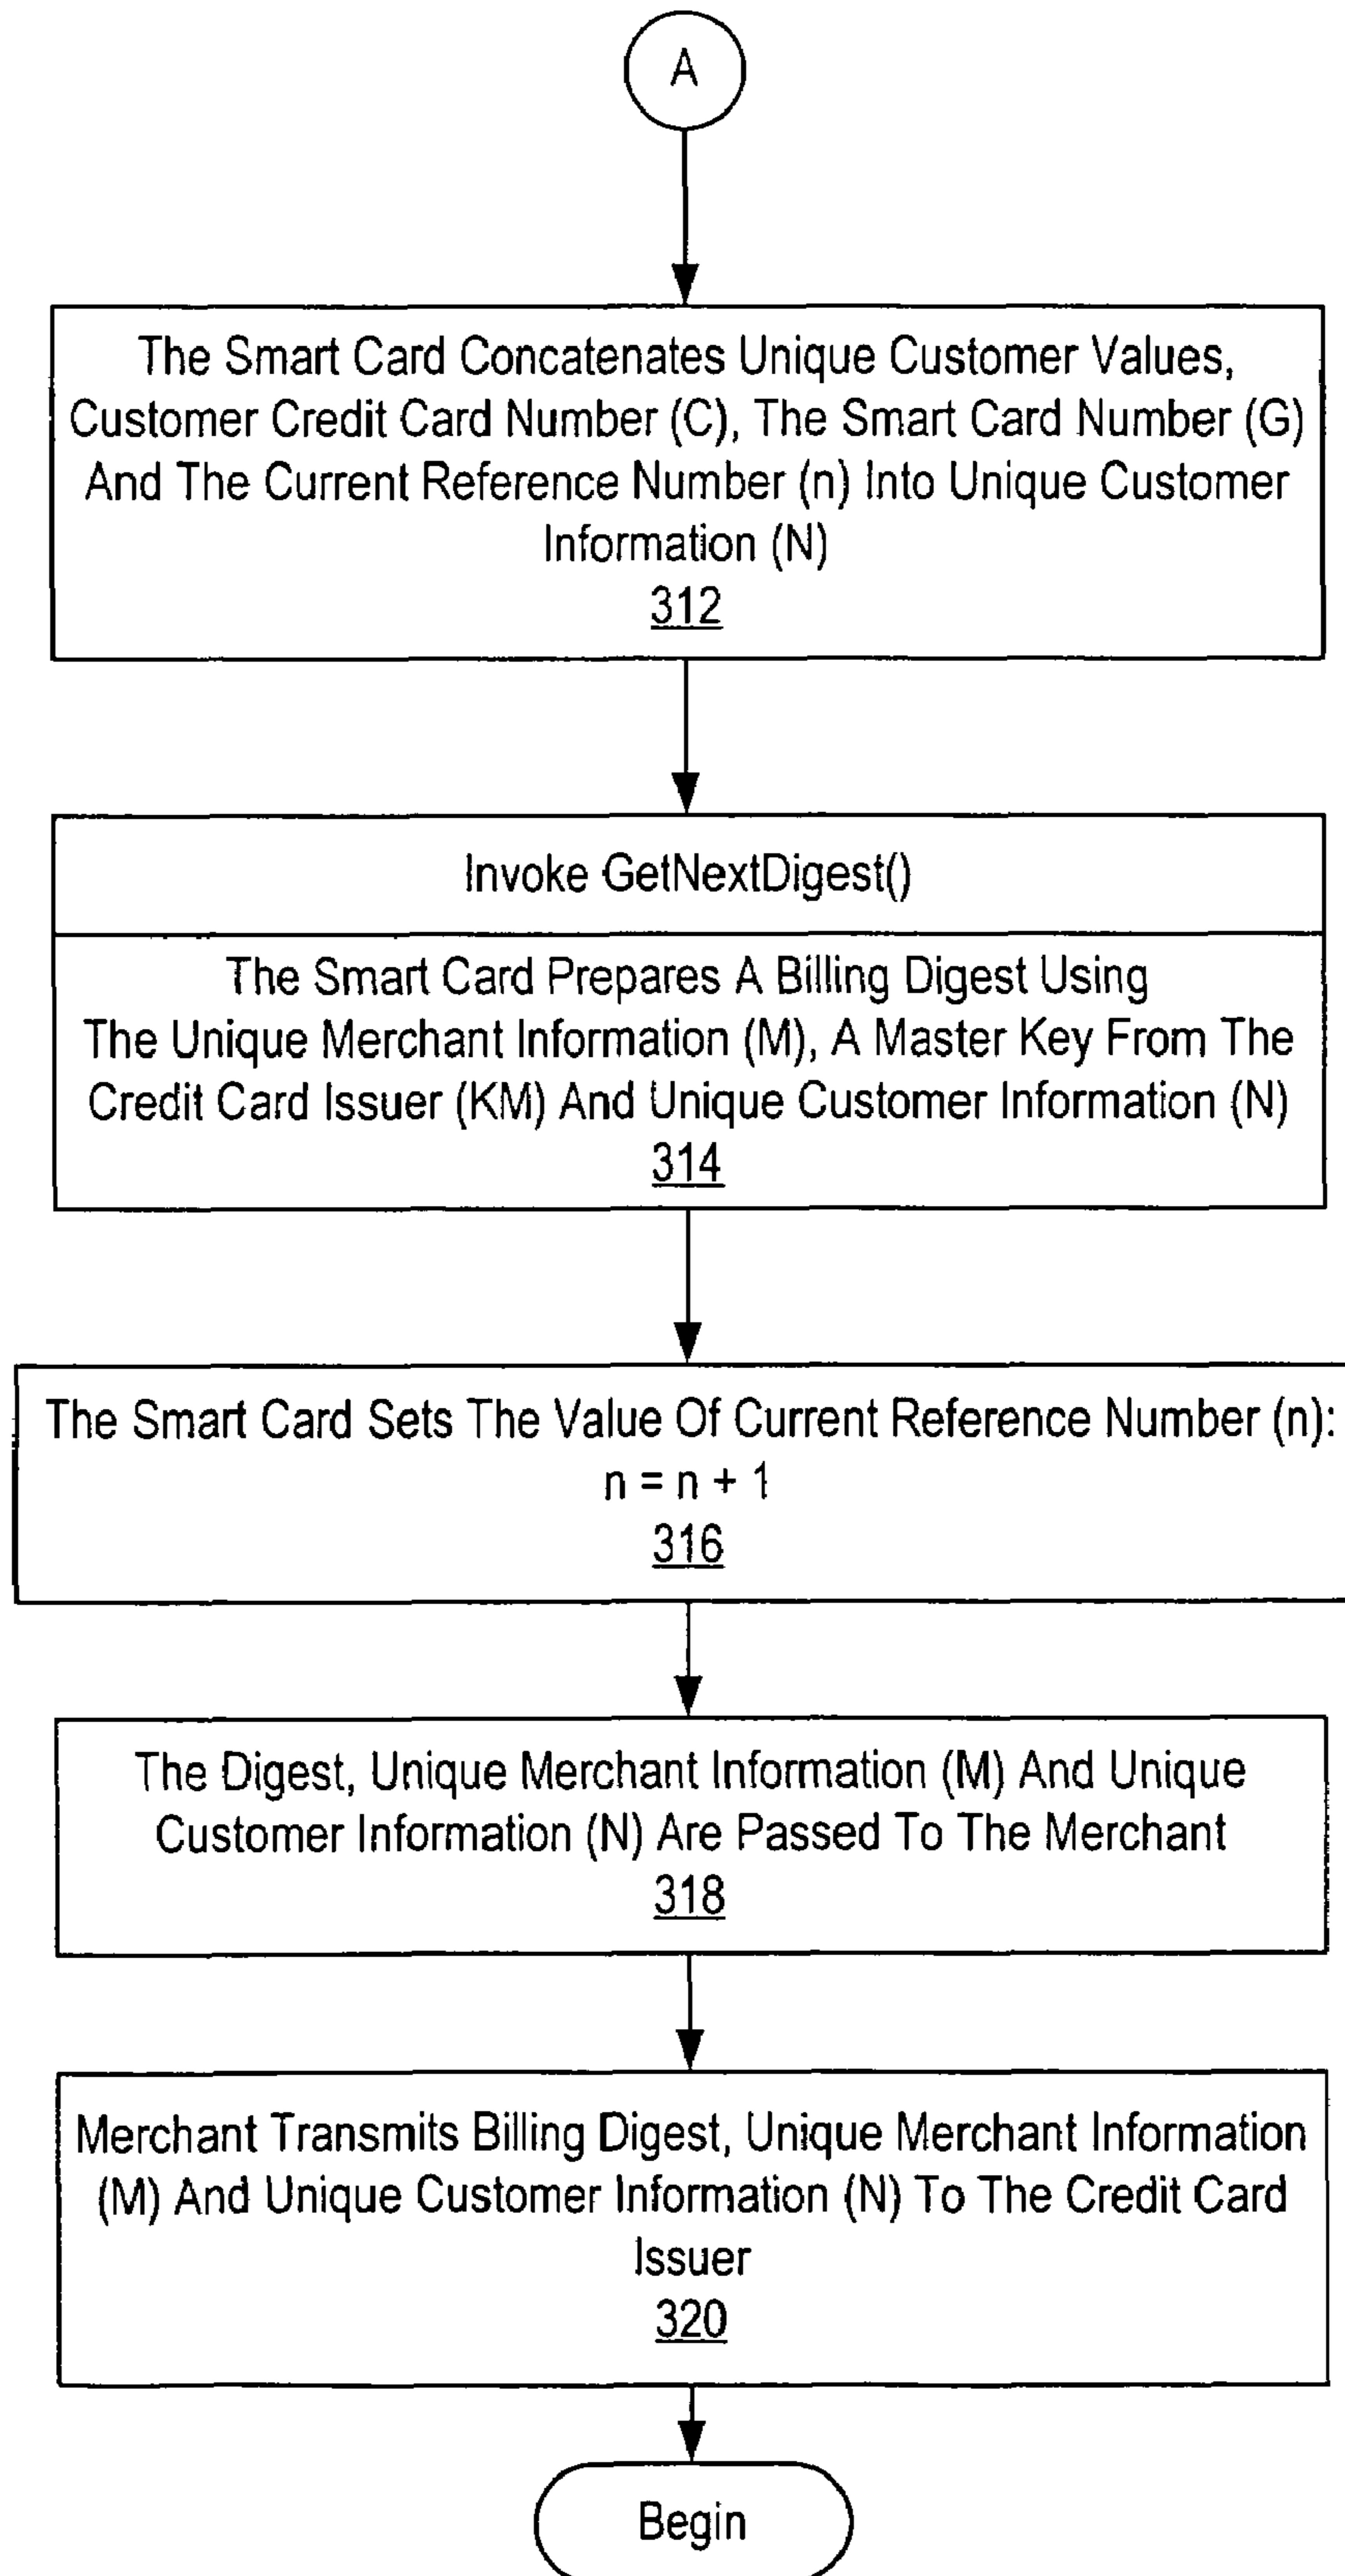 A
The Smart Card Concatenates Unique Customer Values,
Customer Credit Card Number (C), The Smart Card Number (G)
And The Current Reference Number (n) Into Unique Customer
Information (N)
312
Invoke GetNextDigest()
The Smart Card Prepares A Billing Digest Using
The Unique Merchant Information (M), A Master Key From The
Credit Card Issuer (KM) And Unique Customer Information (N)
314
The Smart Card Sets The Value Of Current Reference Number (n):
n = n + 1
316
The Digest, Unique Merchant Information (M) And Unique
Customer Information (N) Are Passed To The Merchant
318
Merchant Transmits Billing Digest, Unique Merchant Information
(M) And Unique Customer Information (N) To The Credit Card
Issuer
320
Begin